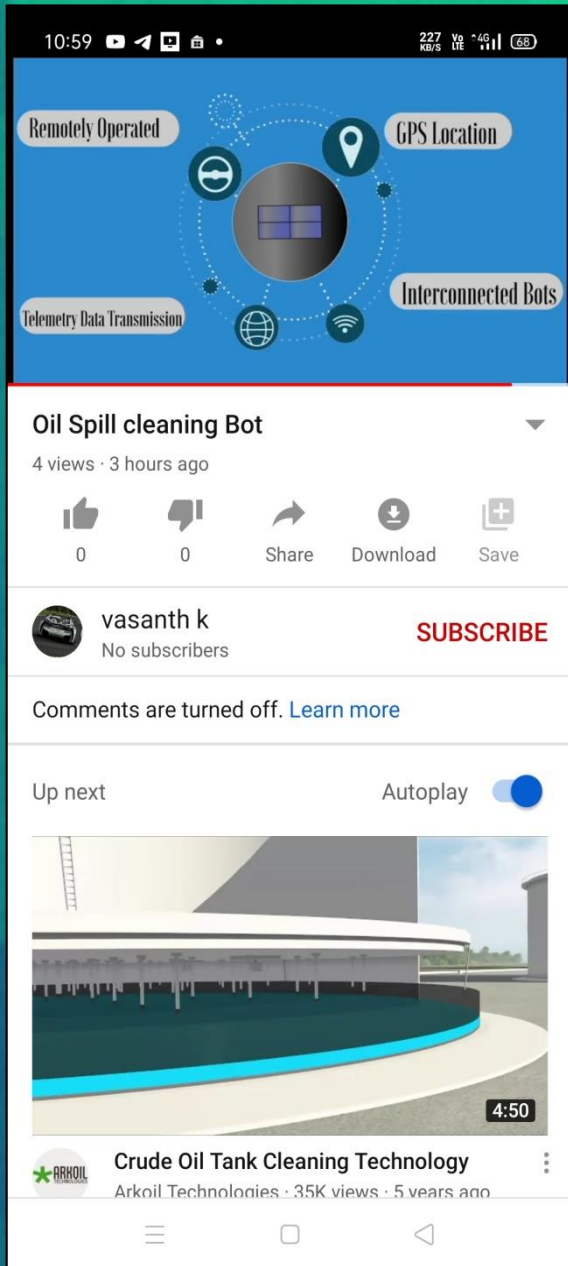 10:59
227 KB/S Vo LTE 4G 68
Remotely Operated
GPS Location
Telemetry Data Transmission
Interconnected Bots
Oil Spill cleaning Bot
4 views · 3 hours ago
0 0 Share Download Save
vasanth k
No subscribers
SUBSCRIBE
Comments are turned off. Learn more
Up next Autoplay
4:50
ARKOIL
TECHNOLOGIES
Crude Oil Tank Cleaning Technology
Arkoil Technologies · 35K views · 5 years ago